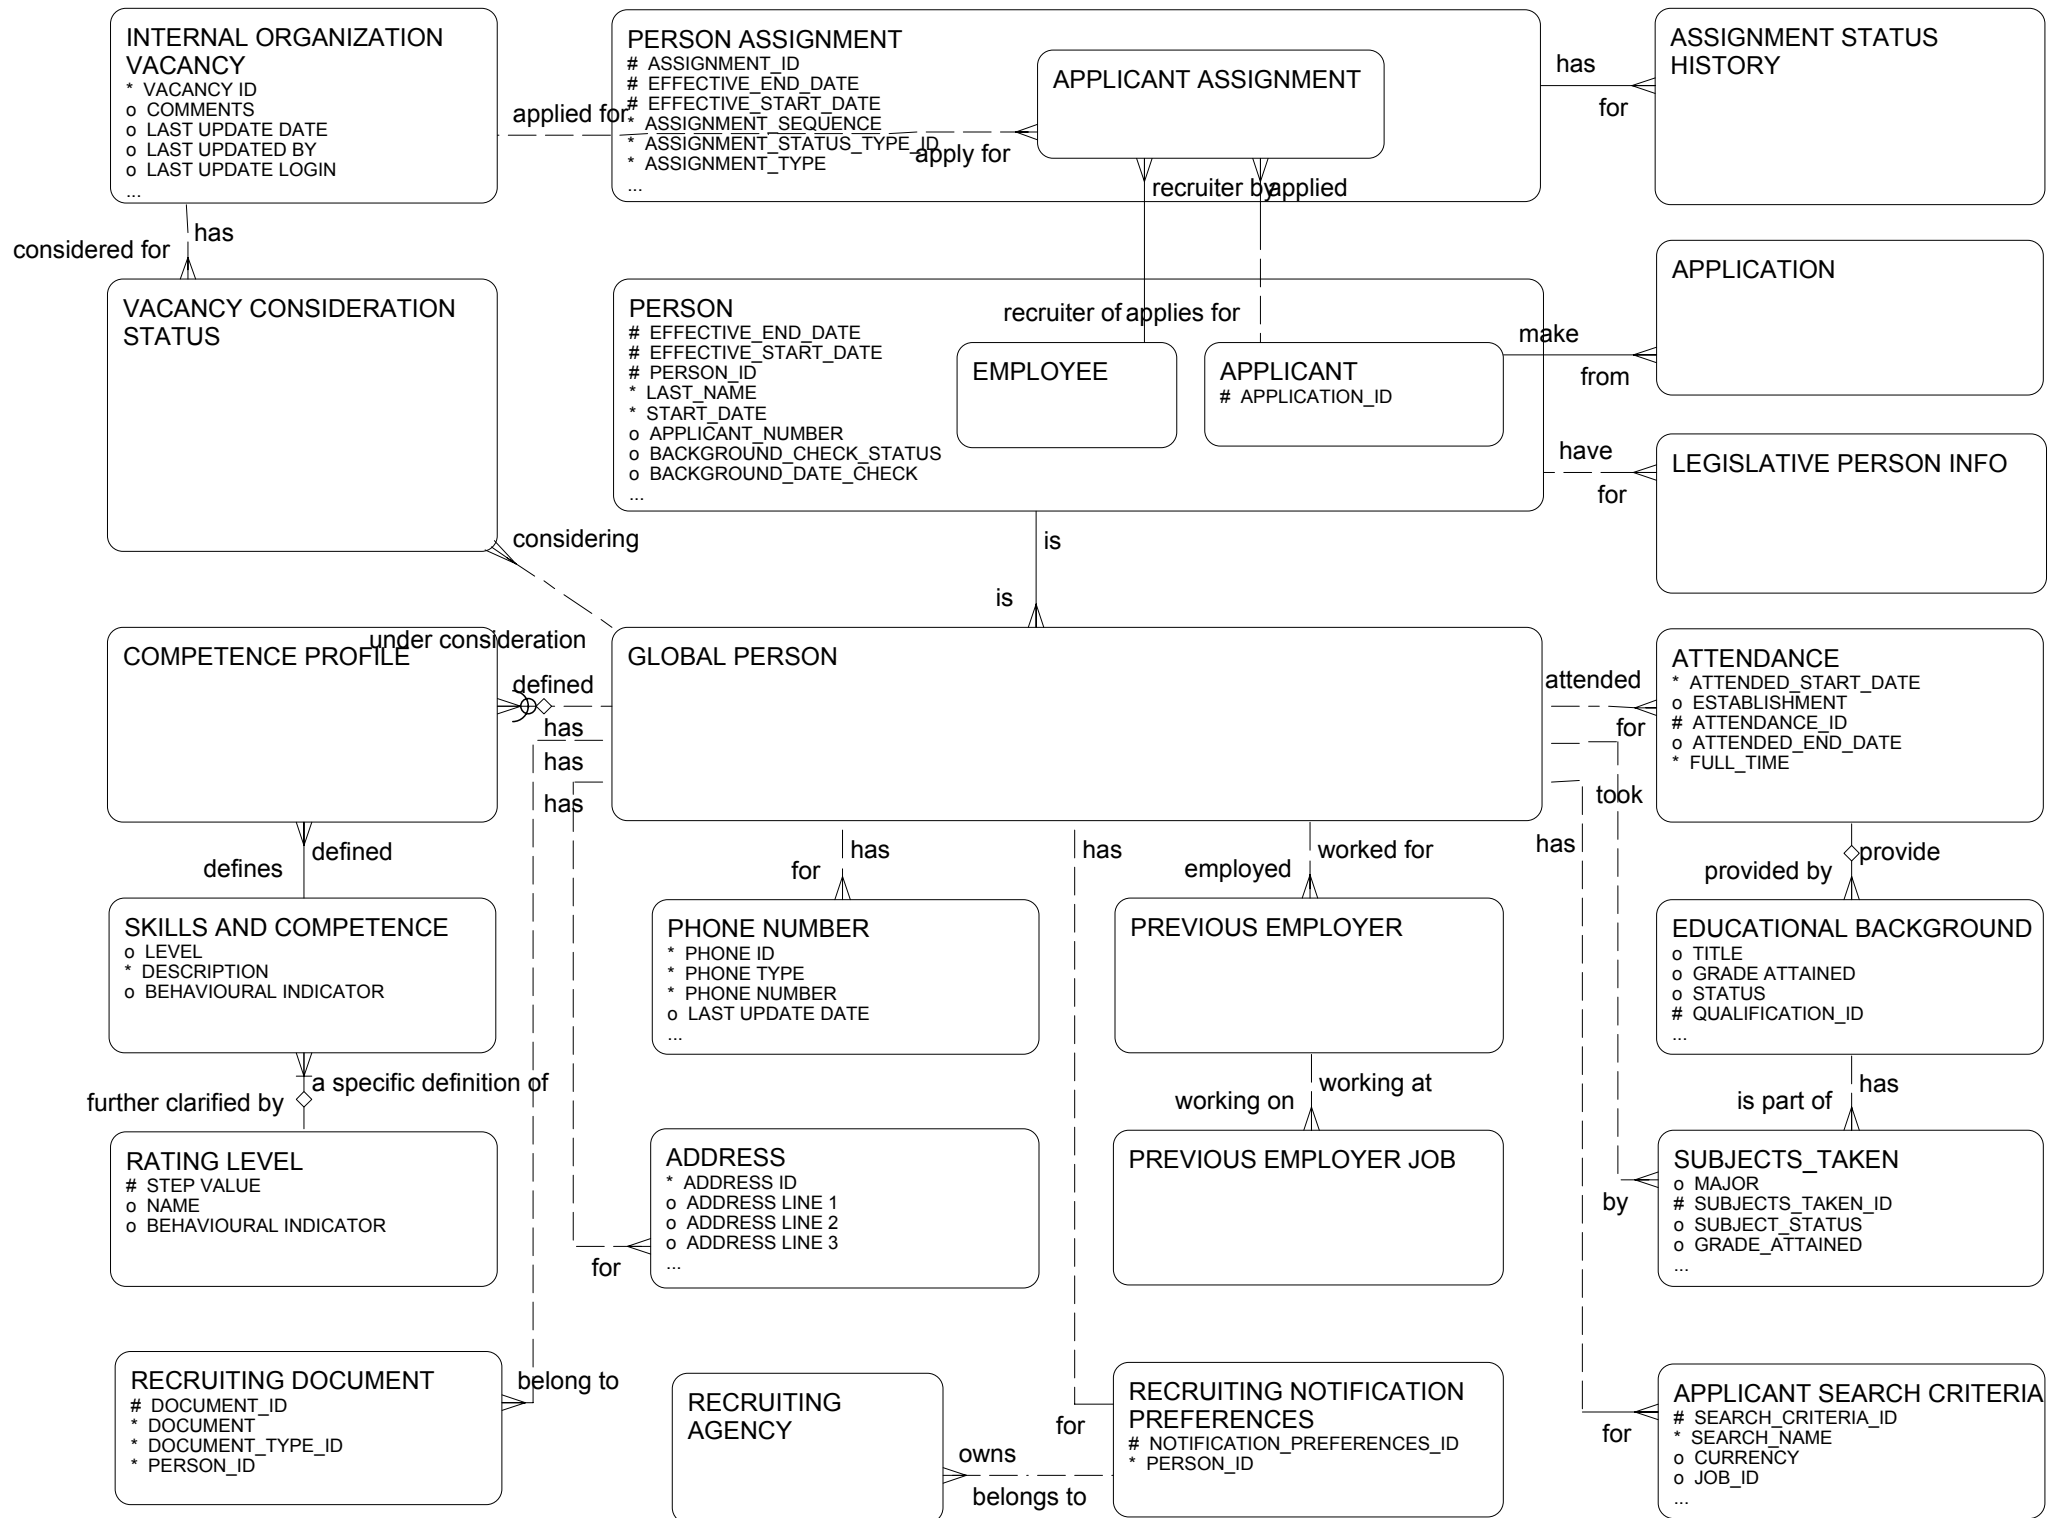 INTERNAL ORGANIZATION
VACANCY
* VACANCY ID
o COMMENTS
o LAST UPDATE DATE
o LAST UPDATED BY
o LAST UPDATE LOGIN
...
applied for
PERSON ASSIGNMENT
# ASSIGNMENT_ID
# EFFECTIVE_END_DATE
# EFFECTIVE_START_DATE
* ASSIGNMENT_SEQUENCE
* ASSIGNMENT_STATUS_TYPE_ID
* ASSIGNMENT_TYPE
...
APPLICANT ASSIGNMENT
apply for
recruiter by
applied
has
for
ASSIGNMENT STATUS
HISTORY
has
considered for
VACANCY CONSIDERATION
STATUS
PERSON
# EFFECTIVE_END_DATE
# EFFECTIVE_START_DATE
# PERSON_ID
* LAST_NAME
* START_DATE
o APPLICANT_NUMBER
o BACKGROUND_CHECK_STATUS
o BACKGROUND_DATE_CHECK
...
recruiter of
applies for
EMPLOYEE
APPLICANT
# APPLICATION_ID
make
from
APPLICATION
have
for
LEGISLATIVE PERSON INFO
considering
is
is
under consideration
COMPETENCE PROFILE
defined
has
has
has
GLOBAL PERSON
attended
for
took
has
ATTENDANCE
* ATTENDED_START_DATE
o ESTABLISHMENT
# ATTENDANCE_ID
o ATTENDED_END_DATE
* FULL_TIME
defined
defines
has
for
has
worked for
employed
provide
provided by
SKILLS AND COMPETENCE
o LEVEL
* DESCRIPTION
o BEHAVIOURAL INDICATOR
PHONE NUMBER
* PHONE ID
* PHONE TYPE
* PHONE NUMBER
o LAST UPDATE DATE
...
PREVIOUS EMPLOYER
EDUCATIONAL BACKGROUND
o TITLE
o GRADE ATTAINED
o STATUS
# QUALIFICATION_ID
...
a specific definition of
further clarified by
working at
working on
has
is part of
RATING LEVEL
# STEP VALUE
o NAME
o BEHAVIOURAL INDICATOR
ADDRESS
* ADDRESS ID
o ADDRESS LINE 1
o ADDRESS LINE 2
o ADDRESS LINE 3
...
for
PREVIOUS EMPLOYER JOB
by
SUBJECTS_TAKEN
o MAJOR
# SUBJECTS_TAKEN_ID
o SUBJECT_STATUS
o GRADE_ATTAINED
...
RECRUITING DOCUMENT
# DOCUMENT_ID
* DOCUMENT
* DOCUMENT_TYPE_ID
* PERSON_ID
belong to
RECRUITING
AGENCY
owns
belongs to
for
RECRUITING NOTIFICATION
PREFERENCES
# NOTIFICATION_PREFERENCES_ID
* PERSON_ID
for
APPLICANT SEARCH CRITERIA
# SEARCH_CRITERIA_ID
* SEARCH_NAME
o CURRENCY
o JOB_ID
...